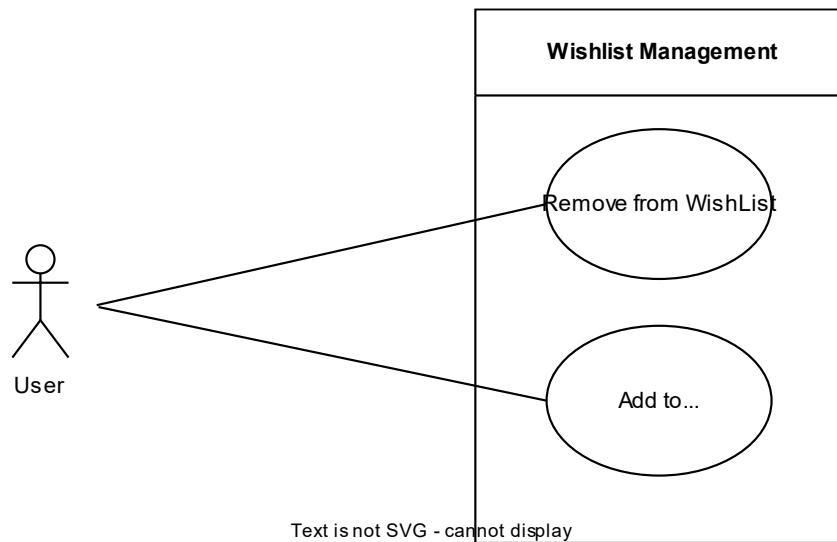 Wishlist Management
Remove from WishList
User
Add to...
Text is not SVG - cannot display